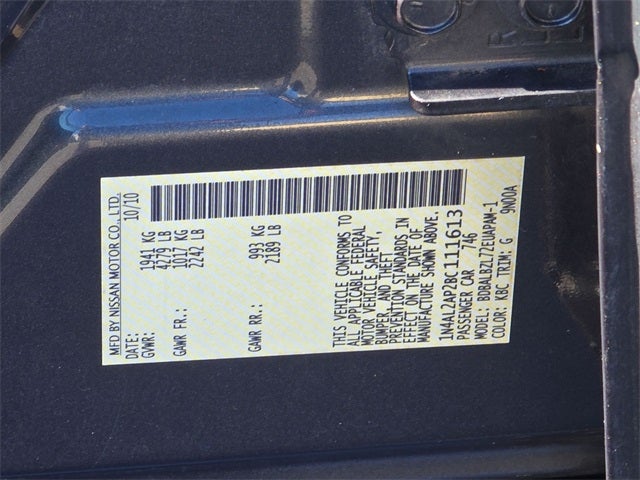 MFD BY NISSAN MOTOR CO., LTD.
DATE: 10/10
GVWR: 1941 KG
4279 LB
GAWR FR.: 1017 KG
2242 LB
GAWR RR.: 993 KG
2189 LB
THIS VEHICLE CONFORMS TO
ALL APPLICABLE FEDERAL
MOTOR VEHICLE SAFETY,
BUMPER, AND THEFT
PREVENTION STANDARDS IN
EFFECT ON THE DATE OF
MANUFACTURE SHOWN ABOVE.
1N4AL2AP2BC111613
PASSENGER CAR 746
MODEL: BDBALBZL17ZEUAPAM-1
COLOR: KBC TRIM: G 9N00A